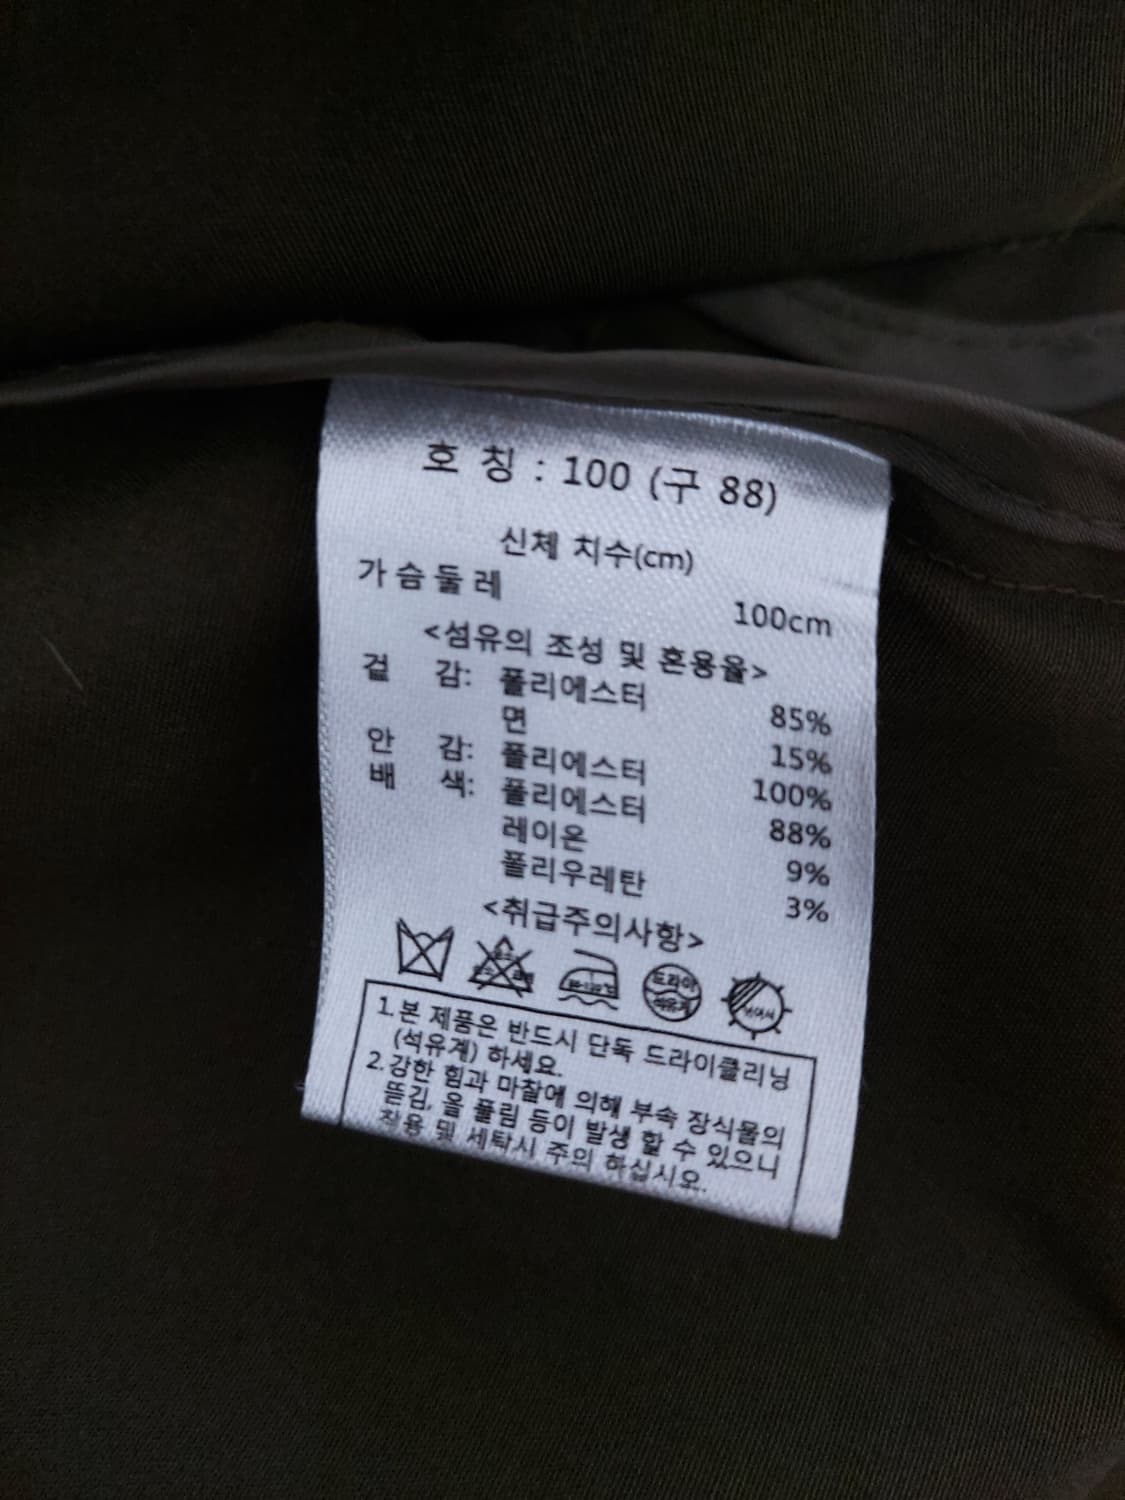 호 칭 : 100 (구 88)
신체 치수(cm)
가슴둘레 100cm
<섬유의 조성 및 혼용율>
겉 감: 폴리에스터 85%
면 15%
안 감: 폴리에스터 100%
배 색: 폴리에스터 88%
레이온 9%
폴리우레탄 3%
<취급주의사항>
드라이
석유계
1.본 제품은 반드시 단독 드라이클리닝
(석유계) 하세요.
2.강한 힘과 마찰에 의해 부속 장식물의
뜯김, 올 풀림 등이 발생 할 수 있으니
착용 및 세탁시 주의 하십시오.